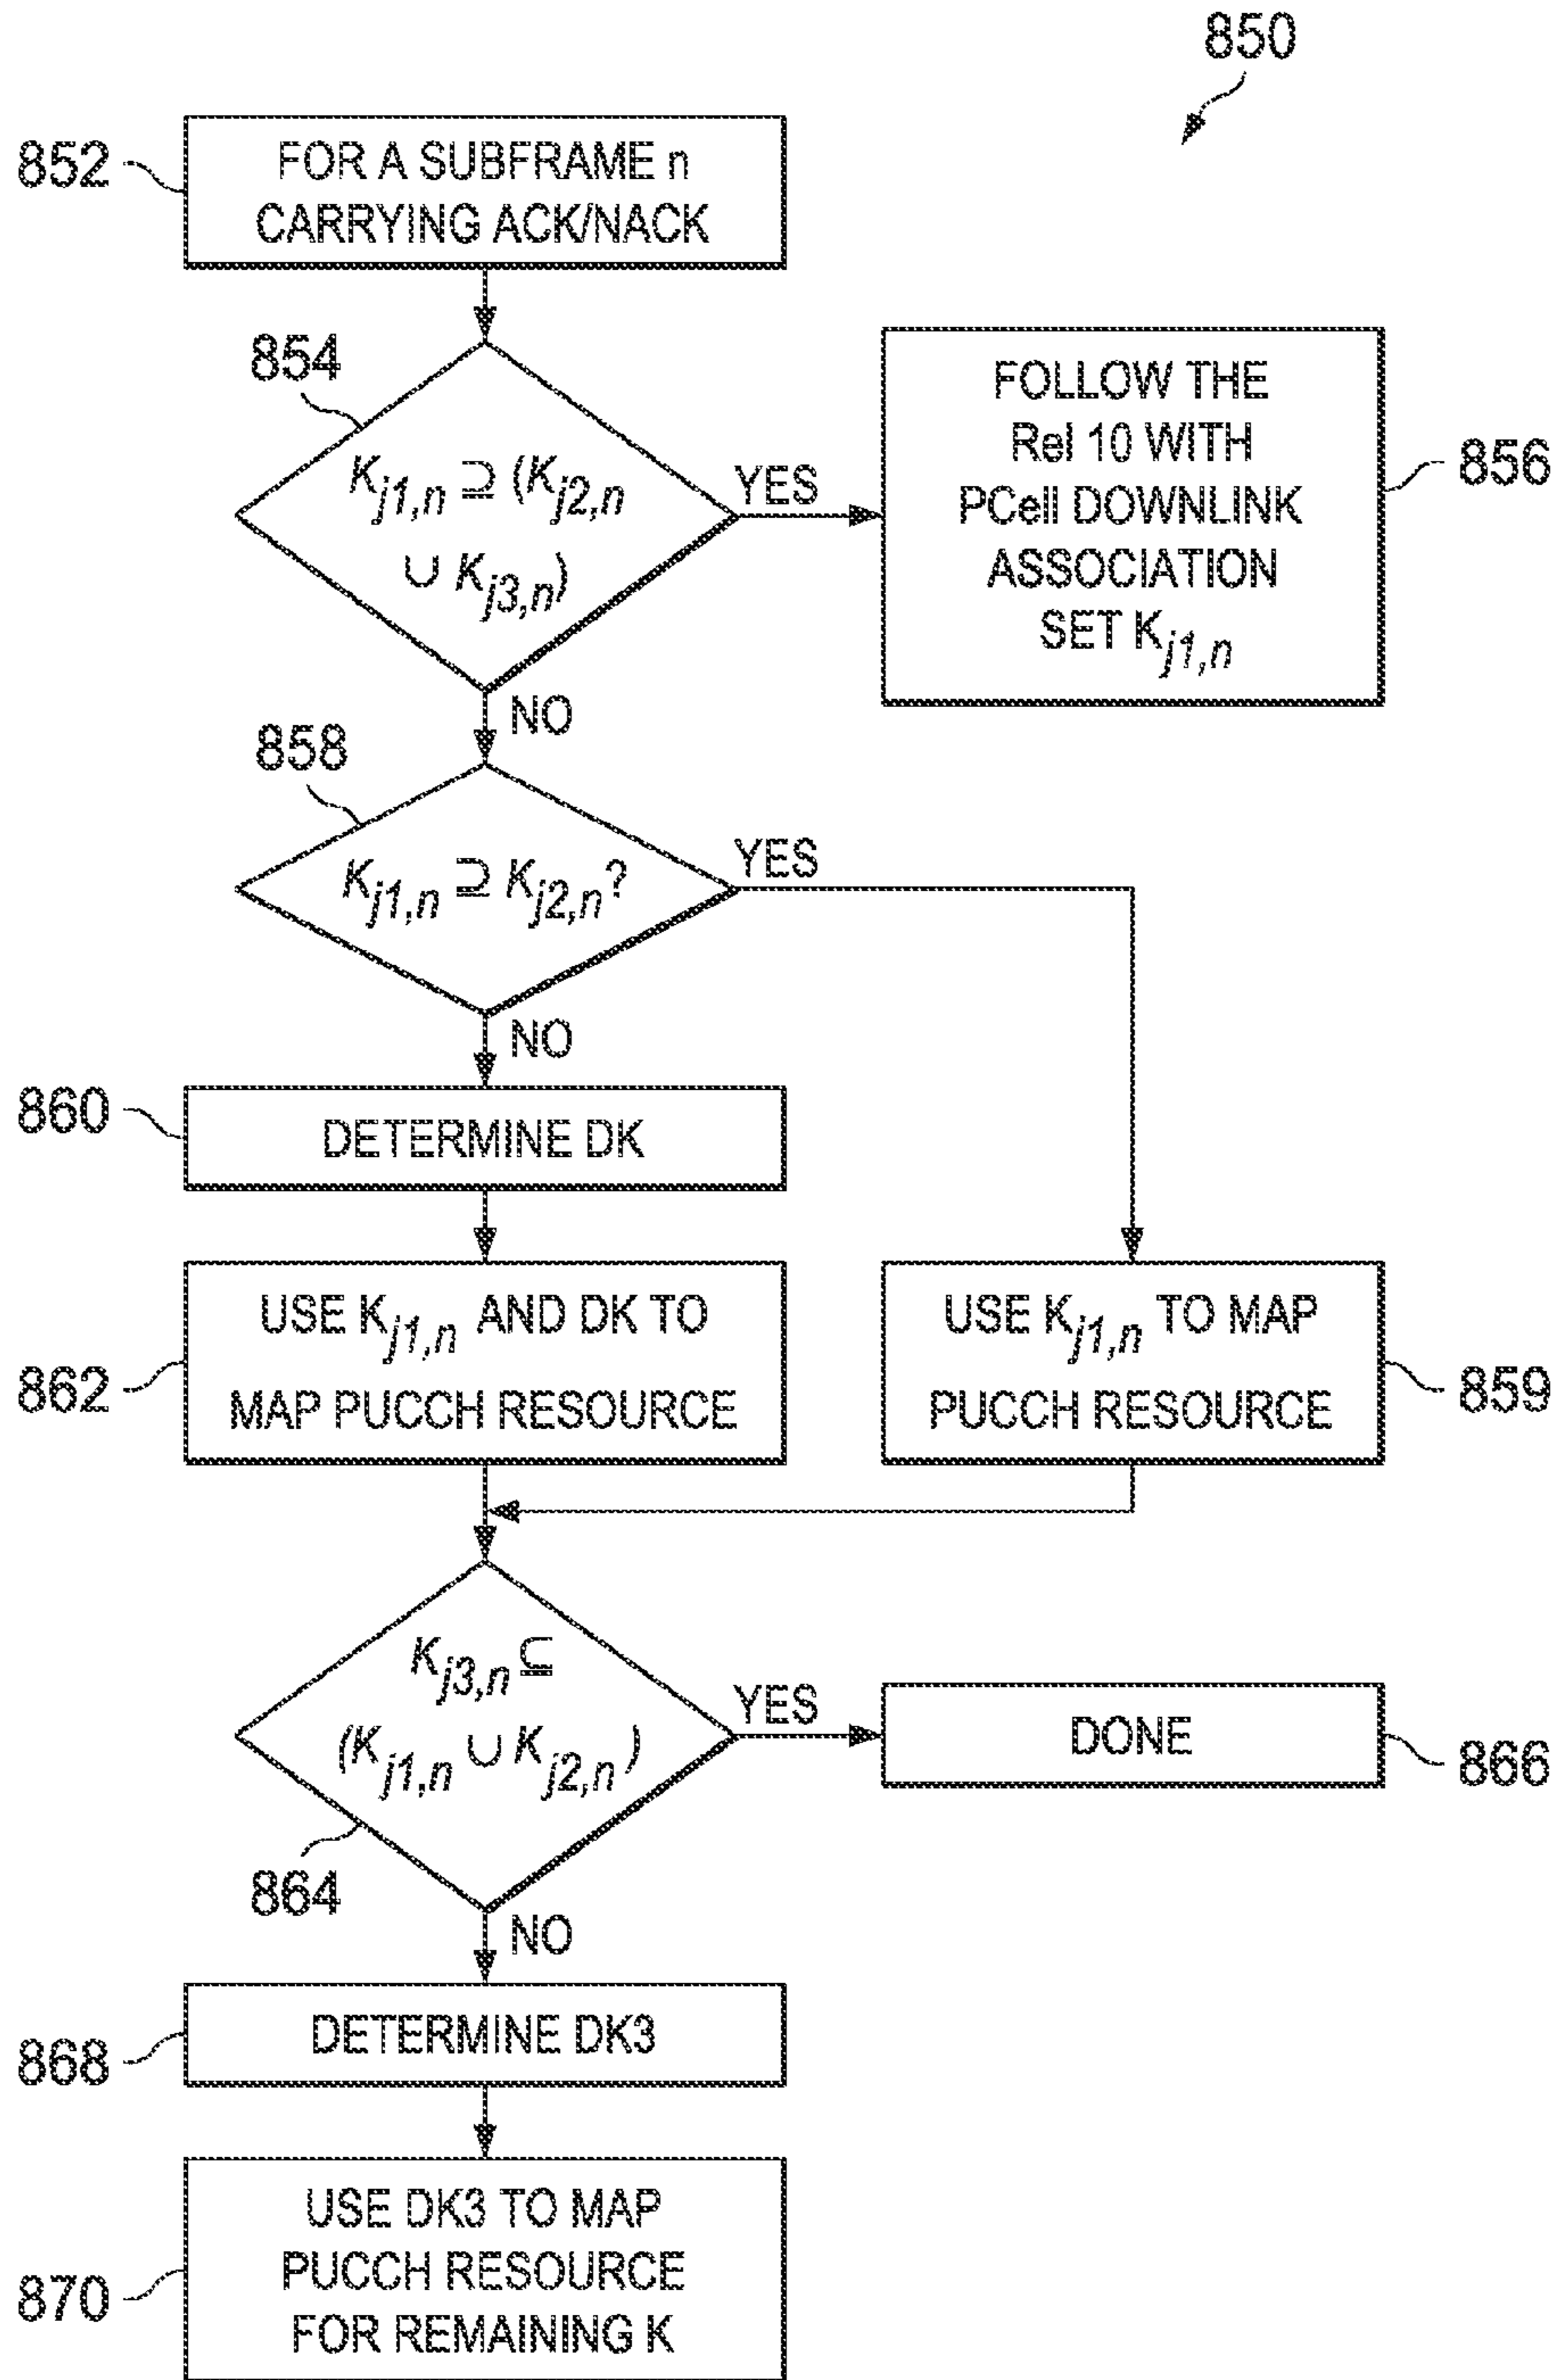 850
852
FOR A SUBFRAME n
CARRYING ACK/NACK
854
K_{j1,n} ⊇ (K_{j2,n}
∪ K_{j3,n})
YES
FOLLOW THE
Rel 10 WITH
PCell DOWNLINK
ASSOCIATION
SET K_{j1,n}
856
NO
858
K_{j1,n} ⊇ K_{j2,n}?
YES
NO
860
DETERMINE DK
862
USE K_{j1,n} AND DK TO
MAP PUCCH RESOURCE
USE K_{j1,n} TO MAP
PUCCH RESOURCE
859
K_{j3,n} ⊆
(K_{j1,n} ∪ K_{j2,n})
864
YES
DONE
866
NO
868
DETERMINE DK3
870
USE DK3 TO MAP
PUCCH RESOURCE
FOR REMAINING K